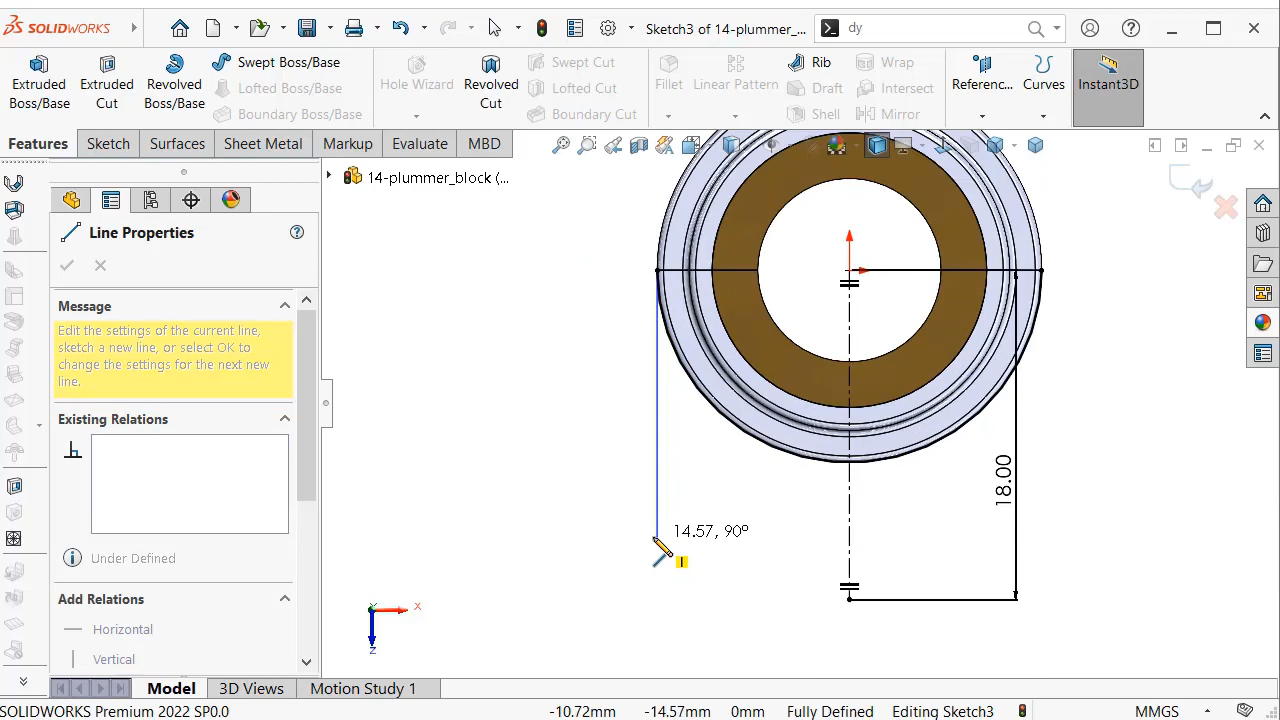 SOLIDWORKS
Sketch3 of 14-plummer_...
dy
Extruded Boss/Base
Extruded Cut
Revolved Boss/Base
Swept Boss/Base
Lofted Boss/Base
Boundary Boss/Base
Hole Wizard
Revolved Cut
Swept Cut
Lofted Cut
Boundary Cut
Fillet
Linear Pattern
Rib
Draft
Shell
Wrap
Intersect
Mirror
Referenc...
Curves
Instant3D
Features
Sketch
Surfaces
Sheet Metal
Markup
Evaluate
MBD
14-plummer_block (...
Line Properties
Message
Edit the settings of the current line,
sketch a new line, or select OK to
change the settings for the next new
line.
Existing Relations
Under Defined
Add Relations
Horizontal
Vertical
14.57, 90°
18.00
X
Y
Z
Model
3D Views
Motion Study 1
SOLIDWORKS Premium 2022 SP0.0
-10.72mm
-14.57mm
0mm
Fully Defined
Editing Sketch3
MMGS